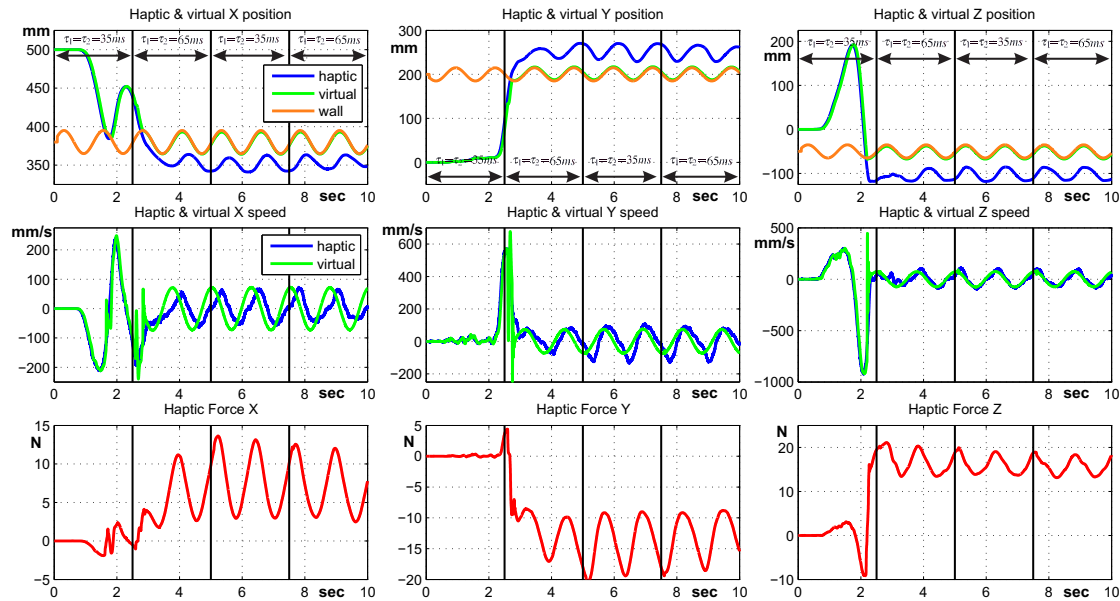 Haptic & virtual X position
mm
τ1=τ2=35ms τ1=τ2=65ms τ1=τ2=35ms τ1=τ2=65ms
500
450
400
350
haptic
virtual
wall
0 2 4 6 8 10
sec
Haptic & virtual Y position
mm
300
200
100
0
τ1=τ2=35ms τ1=τ2=65ms τ1=τ2=35ms τ1=τ2=65ms
0 2 4 6 8 10
sec
Haptic & virtual Z position
mm
τ1=τ2=35ms τ1=τ2=65ms τ1=τ2=35ms τ1=τ2=65ms
200
100
0
−100
0 2 4 6 8 10
sec
Haptic & virtual X speed
mm/s
200
100
0
−100
−200
haptic
virtual
0 2 4 6 8 10
sec
Haptic & virtual Y speed
mm/s
600
400
200
0
−200
0 2 4 6 8 10
sec
Haptic & virtual Z speed
mm/s
500
0
−500
−1000
0 2 4 6 8 10
sec
Haptic Force X
N
15
10
5
0
−5
0 2 4 6 8 10
sec
Haptic Force Y
N
5
0
−5
−10
−15
−20
0 2 4 6 8 10
sec
Haptic Force Z
N
20
10
0
−10
0 2 4 6 8 10
sec